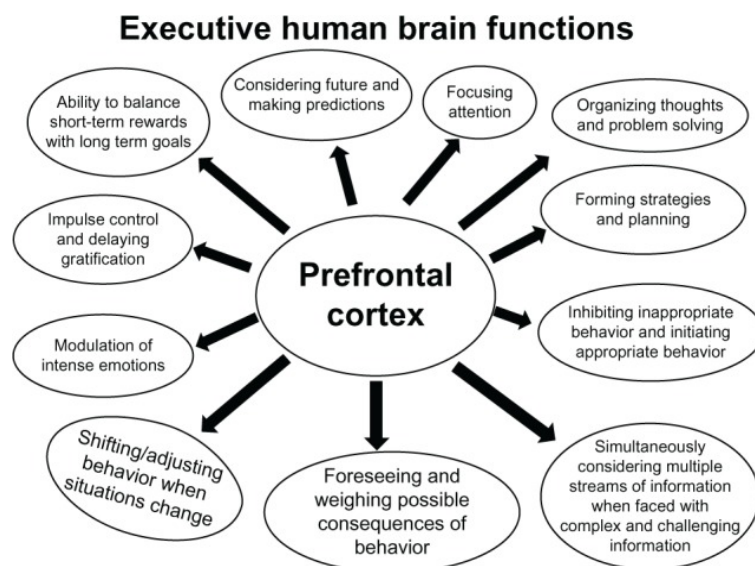 Executive human brain functions
Ability to balance
short-term rewards
with long term goals
Considering future and
making predictions
Focusing
attention
Organizing thoughts
and problem solving
Impulse control
and delaying
gratification
Forming strategies
and planning
Prefrontal
cortex
Modulation of
intense emotions
Inhibiting inappropriate
behavior and initiating
appropriate behavior
Shifting/adjusting
behavior when
situations change
Foreseeing and
weighing possible
consequences of
behavior
Simultaneously
considering multiple
streams of information
when faced with
complex and challenging
information